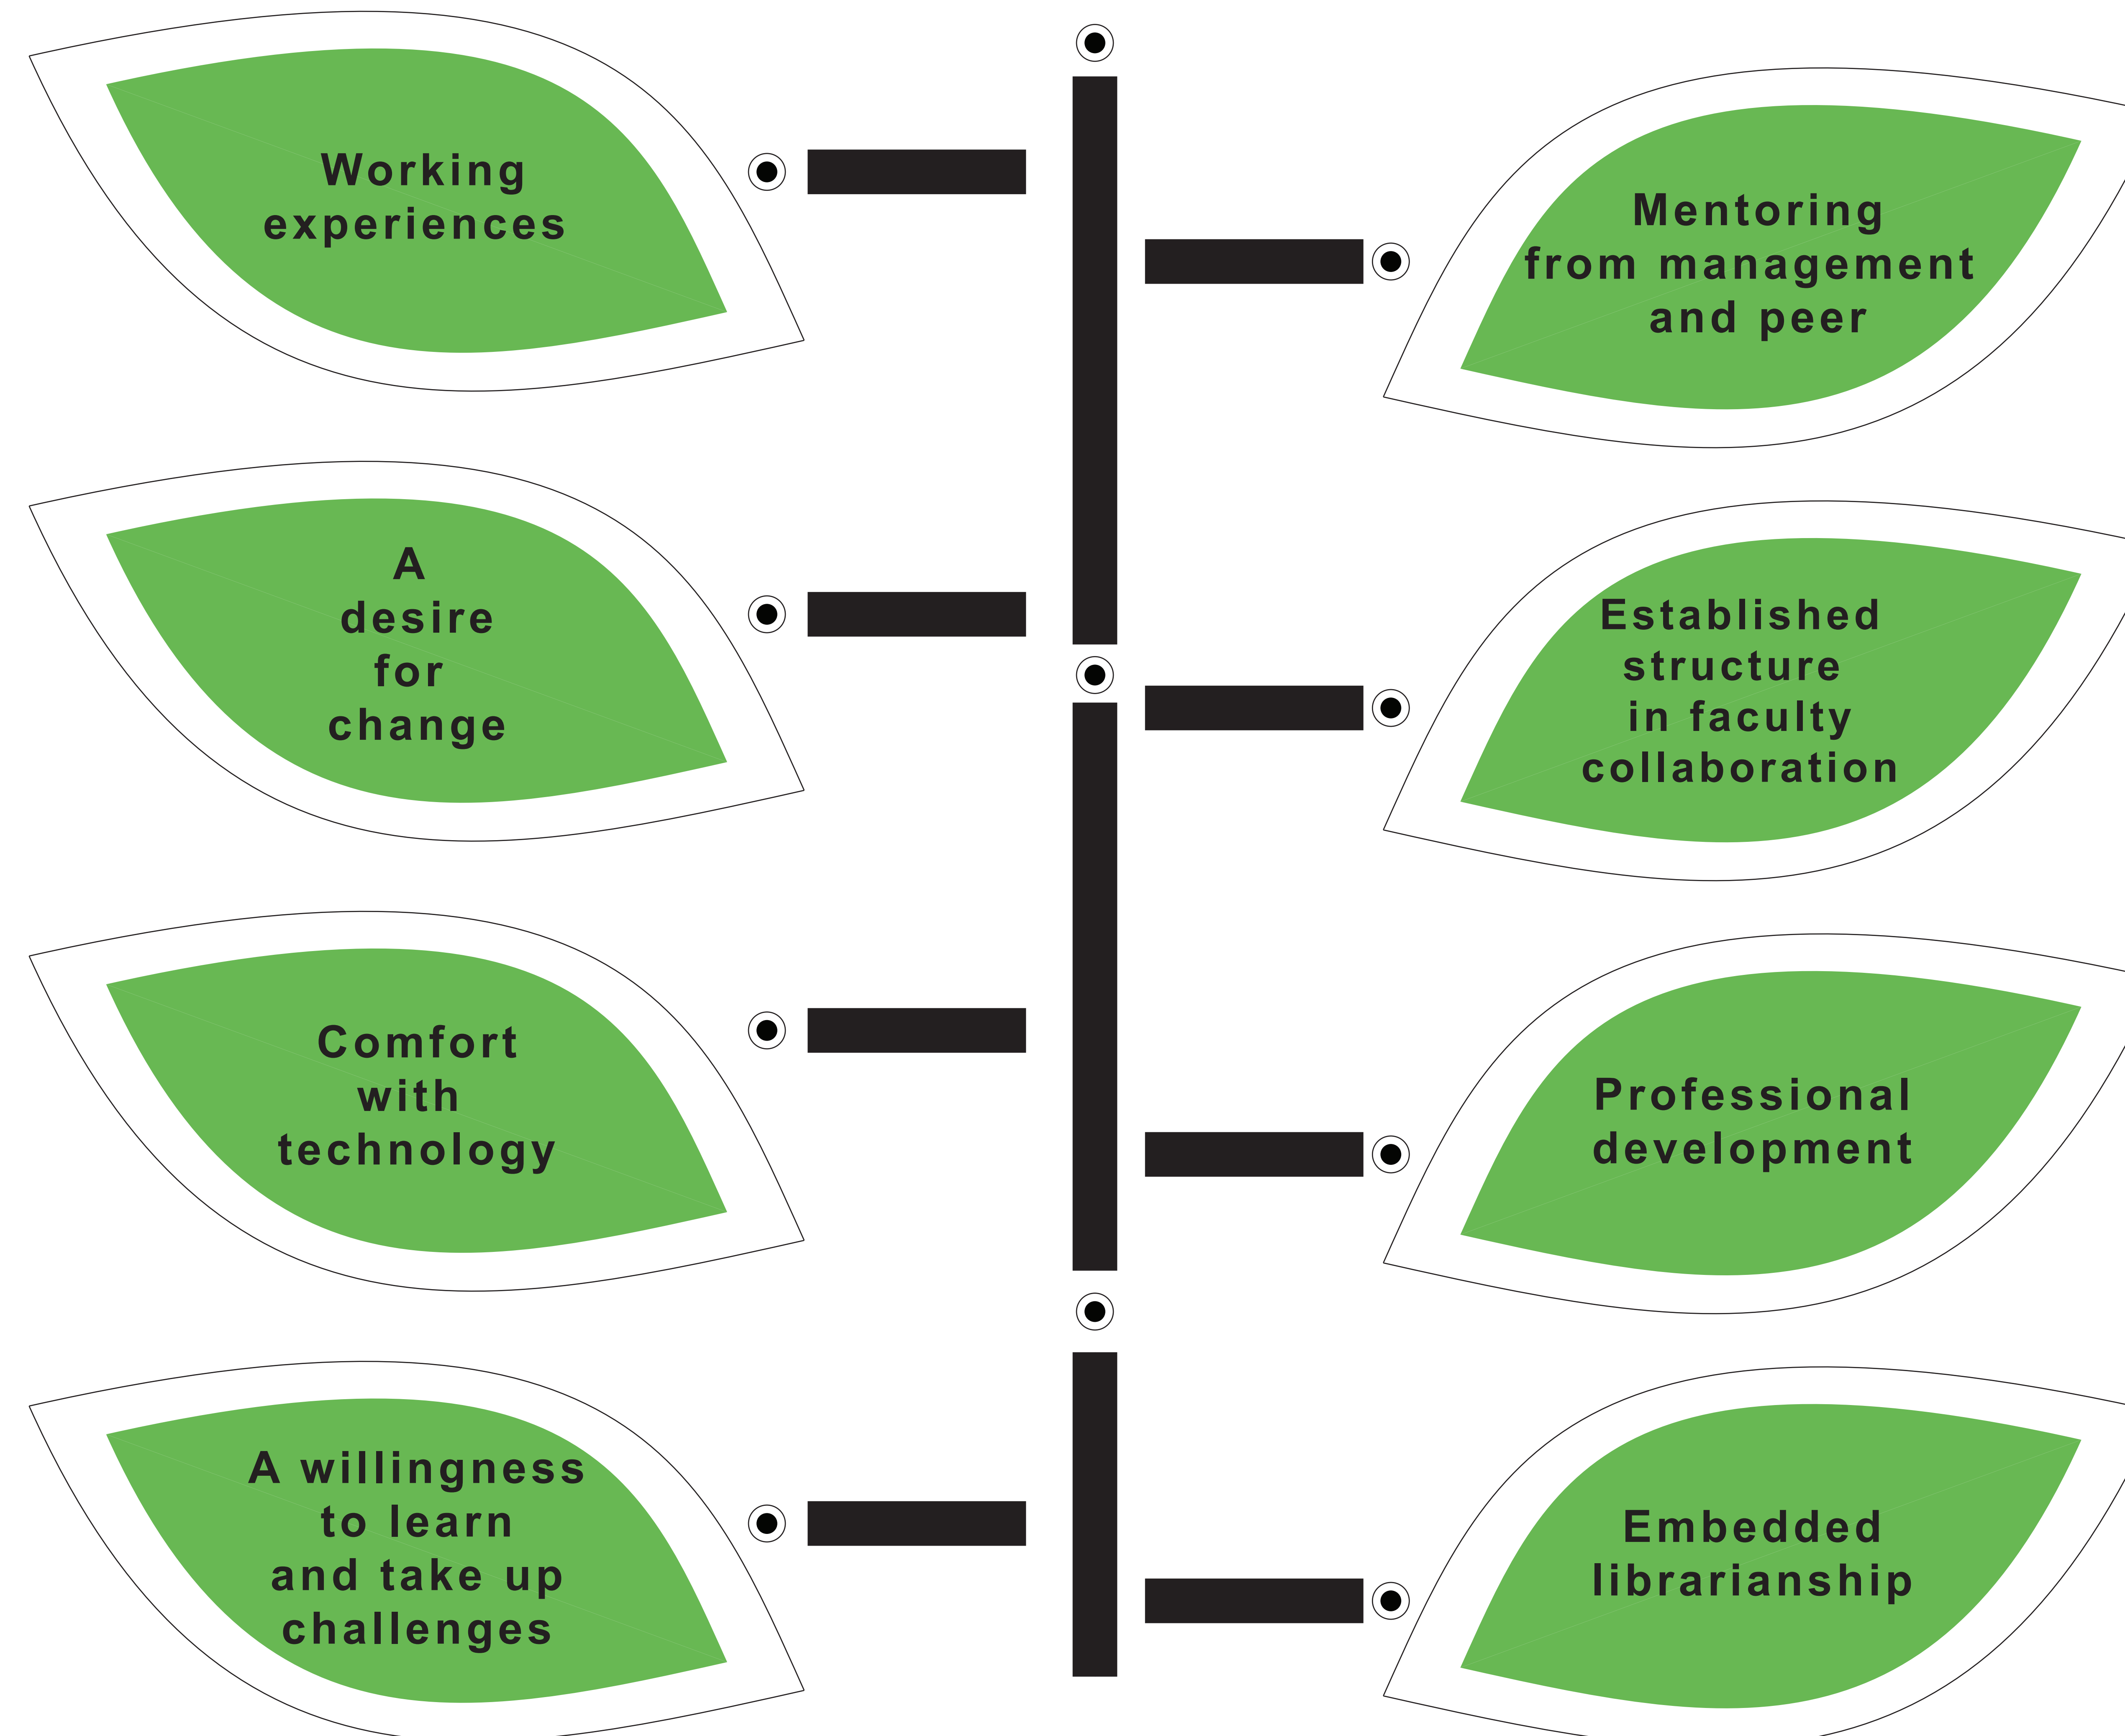 Working
experiences
Mentoring
from management
and peer
A
desire
for
change
Established
structure
in faculty
collaboration
Comfort
with
technology
Professional
development
A willingness
to learn
and take up
challenges
Embedded
librarianship